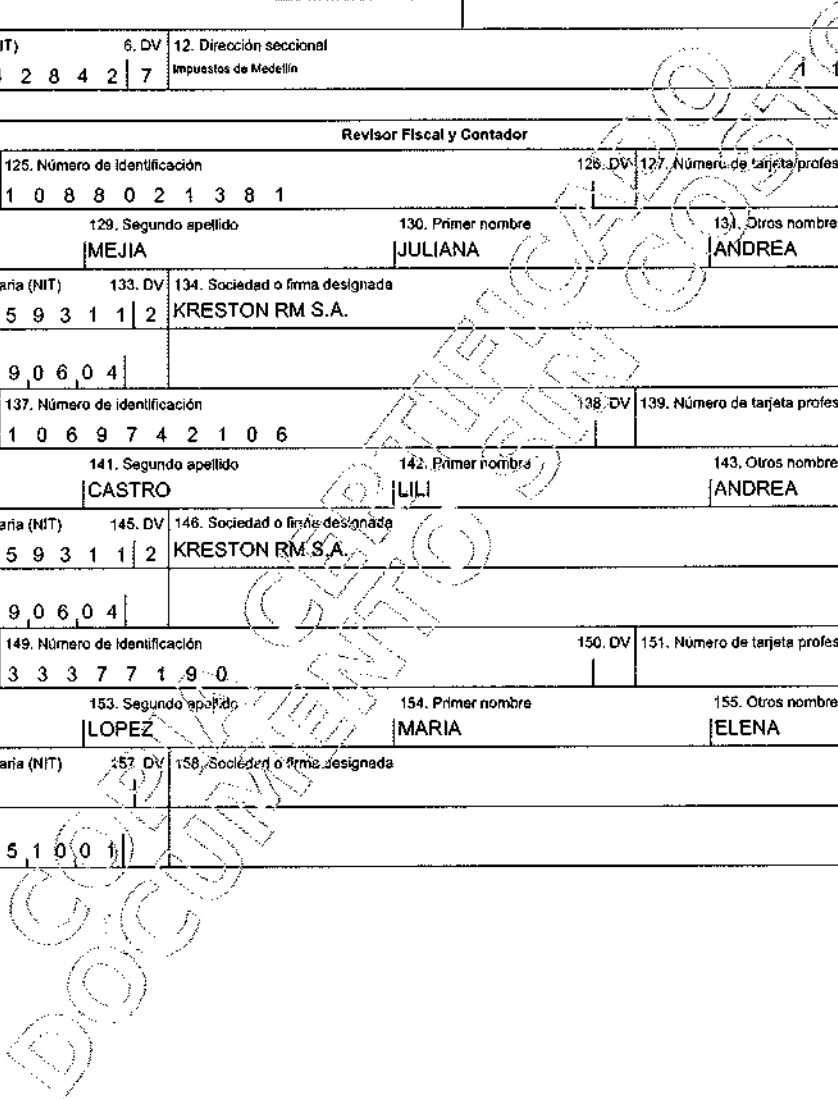 IT) 6. DV 12. Dirección seccional
2 8 4 2 7 Impuestos de Medellín 1 1
Revisor Fiscal y Contador
125. Número de identificación 126. DV 127. Número de tarjeta profes
1 0 8 8 0 2 1 3 8 1
129. Segundo apellido 130. Primer nombre 131. Otros nombre
MEJIA JULIANA ANDREA
aria (NIT) 133. DV 134. Sociedad o firma designada
5 9 3 1 1 2 KRESTON RM S.A.
9 0 6 0 4
137. Número de identificación 138. DV 139. Número de tarjeta profes
1 0 6 9 7 4 2 1 0 6
141. Segundo apellido 142. Primer nombre 143. Otros nombre
CASTRO LILI ANDREA
aria (NIT) 145. DV 146. Sociedad o firma designada
5 9 3 1 1 2 KRESTON RM S.A.
9 0 6 0 4
149. Número de identificación 150. DV 151. Número de tarjeta profes
3 3 3 7 7 1 9 0
153. Segundo apellido 154. Primer nombre 155. Otros nombre
LOPEZ MARIA ELENA
aria (NIT) 157. DV 158. Sociedad o firma designada
5 1 0 0 1
COPIA CERTIFICADO
DOCUMENTO SIN COSTO